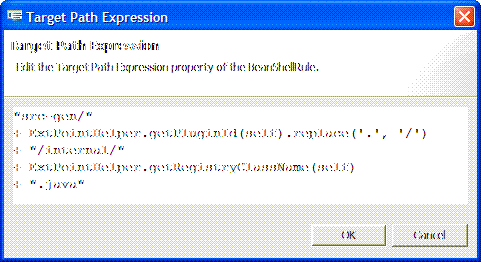 Target Path Expression
Target Path Expression
Edit the Target Path Expression property of the BeanShellRule.
"src-gen/"
+ ExtPointHelper.getPluginId(self).replace('.', '/')
+ "/internal/"
+ ExtPointHelper.getRegistryClassName(self)
+ ".java"
OK Cancel